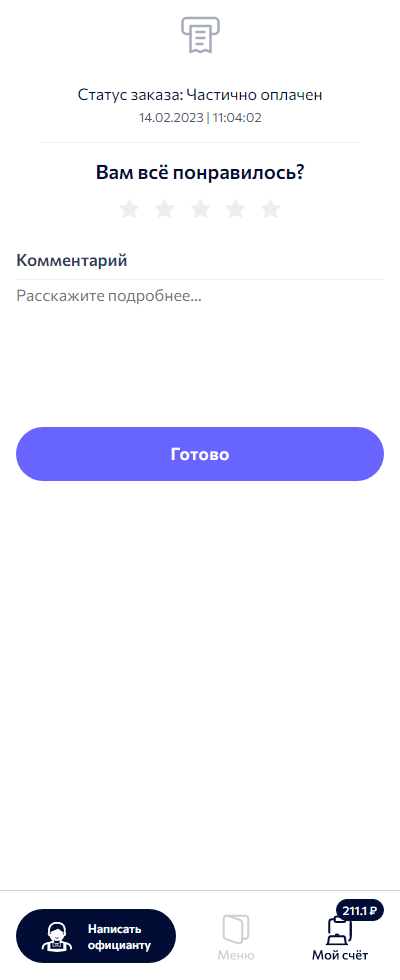 Статус заказа: Частично оплачен
14.02.2023 | 11:04:02
Вам всё понравилось?
Комментарий
Расскажите подробнее...
Готово
Написать
официанту
Меню
211.1 ₽
Мой счёт